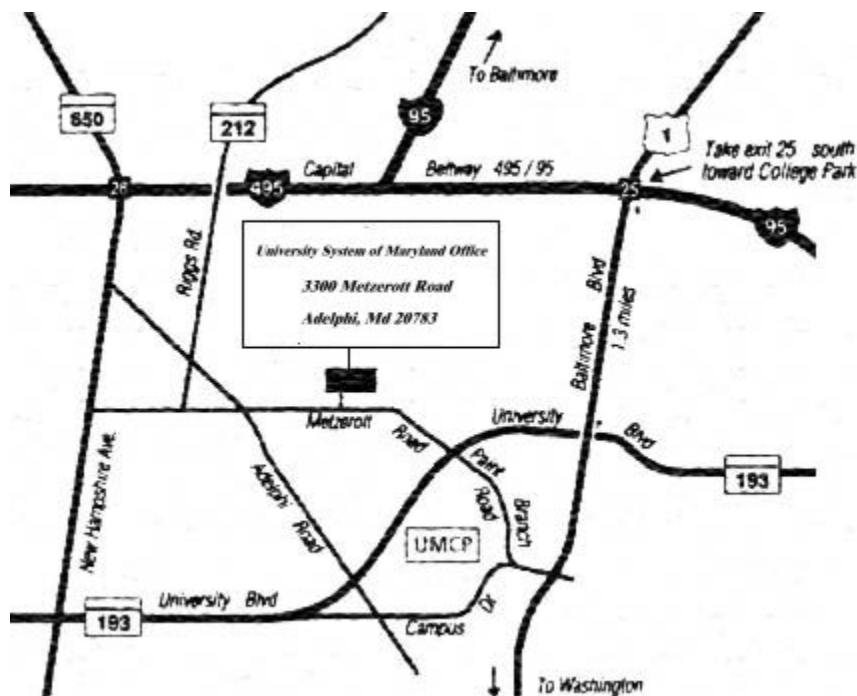 To Baltimore
650
212
95
1
Take exit 25 south
toward College Park
28
495
Capital
Beltway 495 / 95
25
95
University System of Maryland Office
3300 Metzerott Road
Adelphi, Md 20783
Riggs Rd.
Baltimore Blvd
1.3 miles
Metzerott Road
University Blvd
193
New Hampshire Ave.
Adelphi Road
Paint Branch
Road
UMCP
193
University Blvd
Campus Dr
To Washington